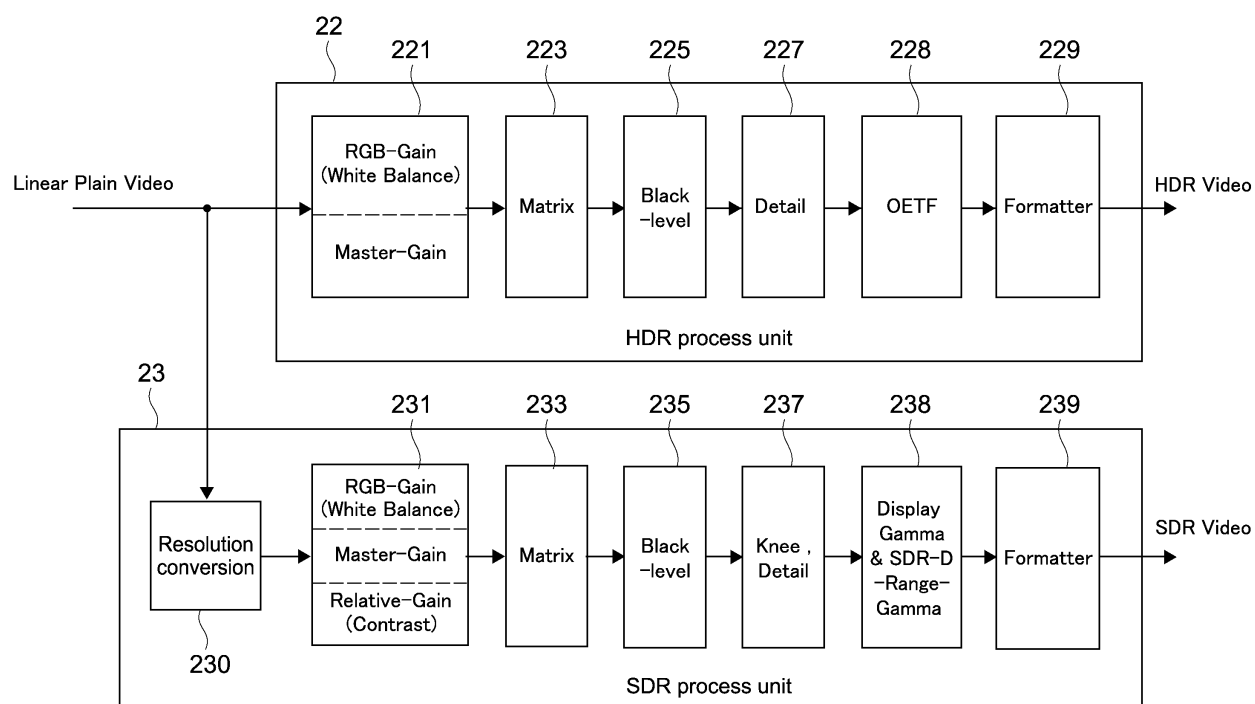 22
221
223
225
227
228
229
Linear Plain Video
RGB-Gain
(White Balance)
Master-Gain
Matrix
Black
-level
Detail
OETF
Formatter
HDR Video
HDR process unit
23
231
233
235
237
238
239
Resolution
conversion
230
RGB-Gain
(White Balance)
Master-Gain
Relative-Gain
(Contrast)
Matrix
Black
-level
Knee ,
Detail
Display
Gamma
& SDR-D
-Range-
Gamma
Formatter
SDR Video
SDR process unit